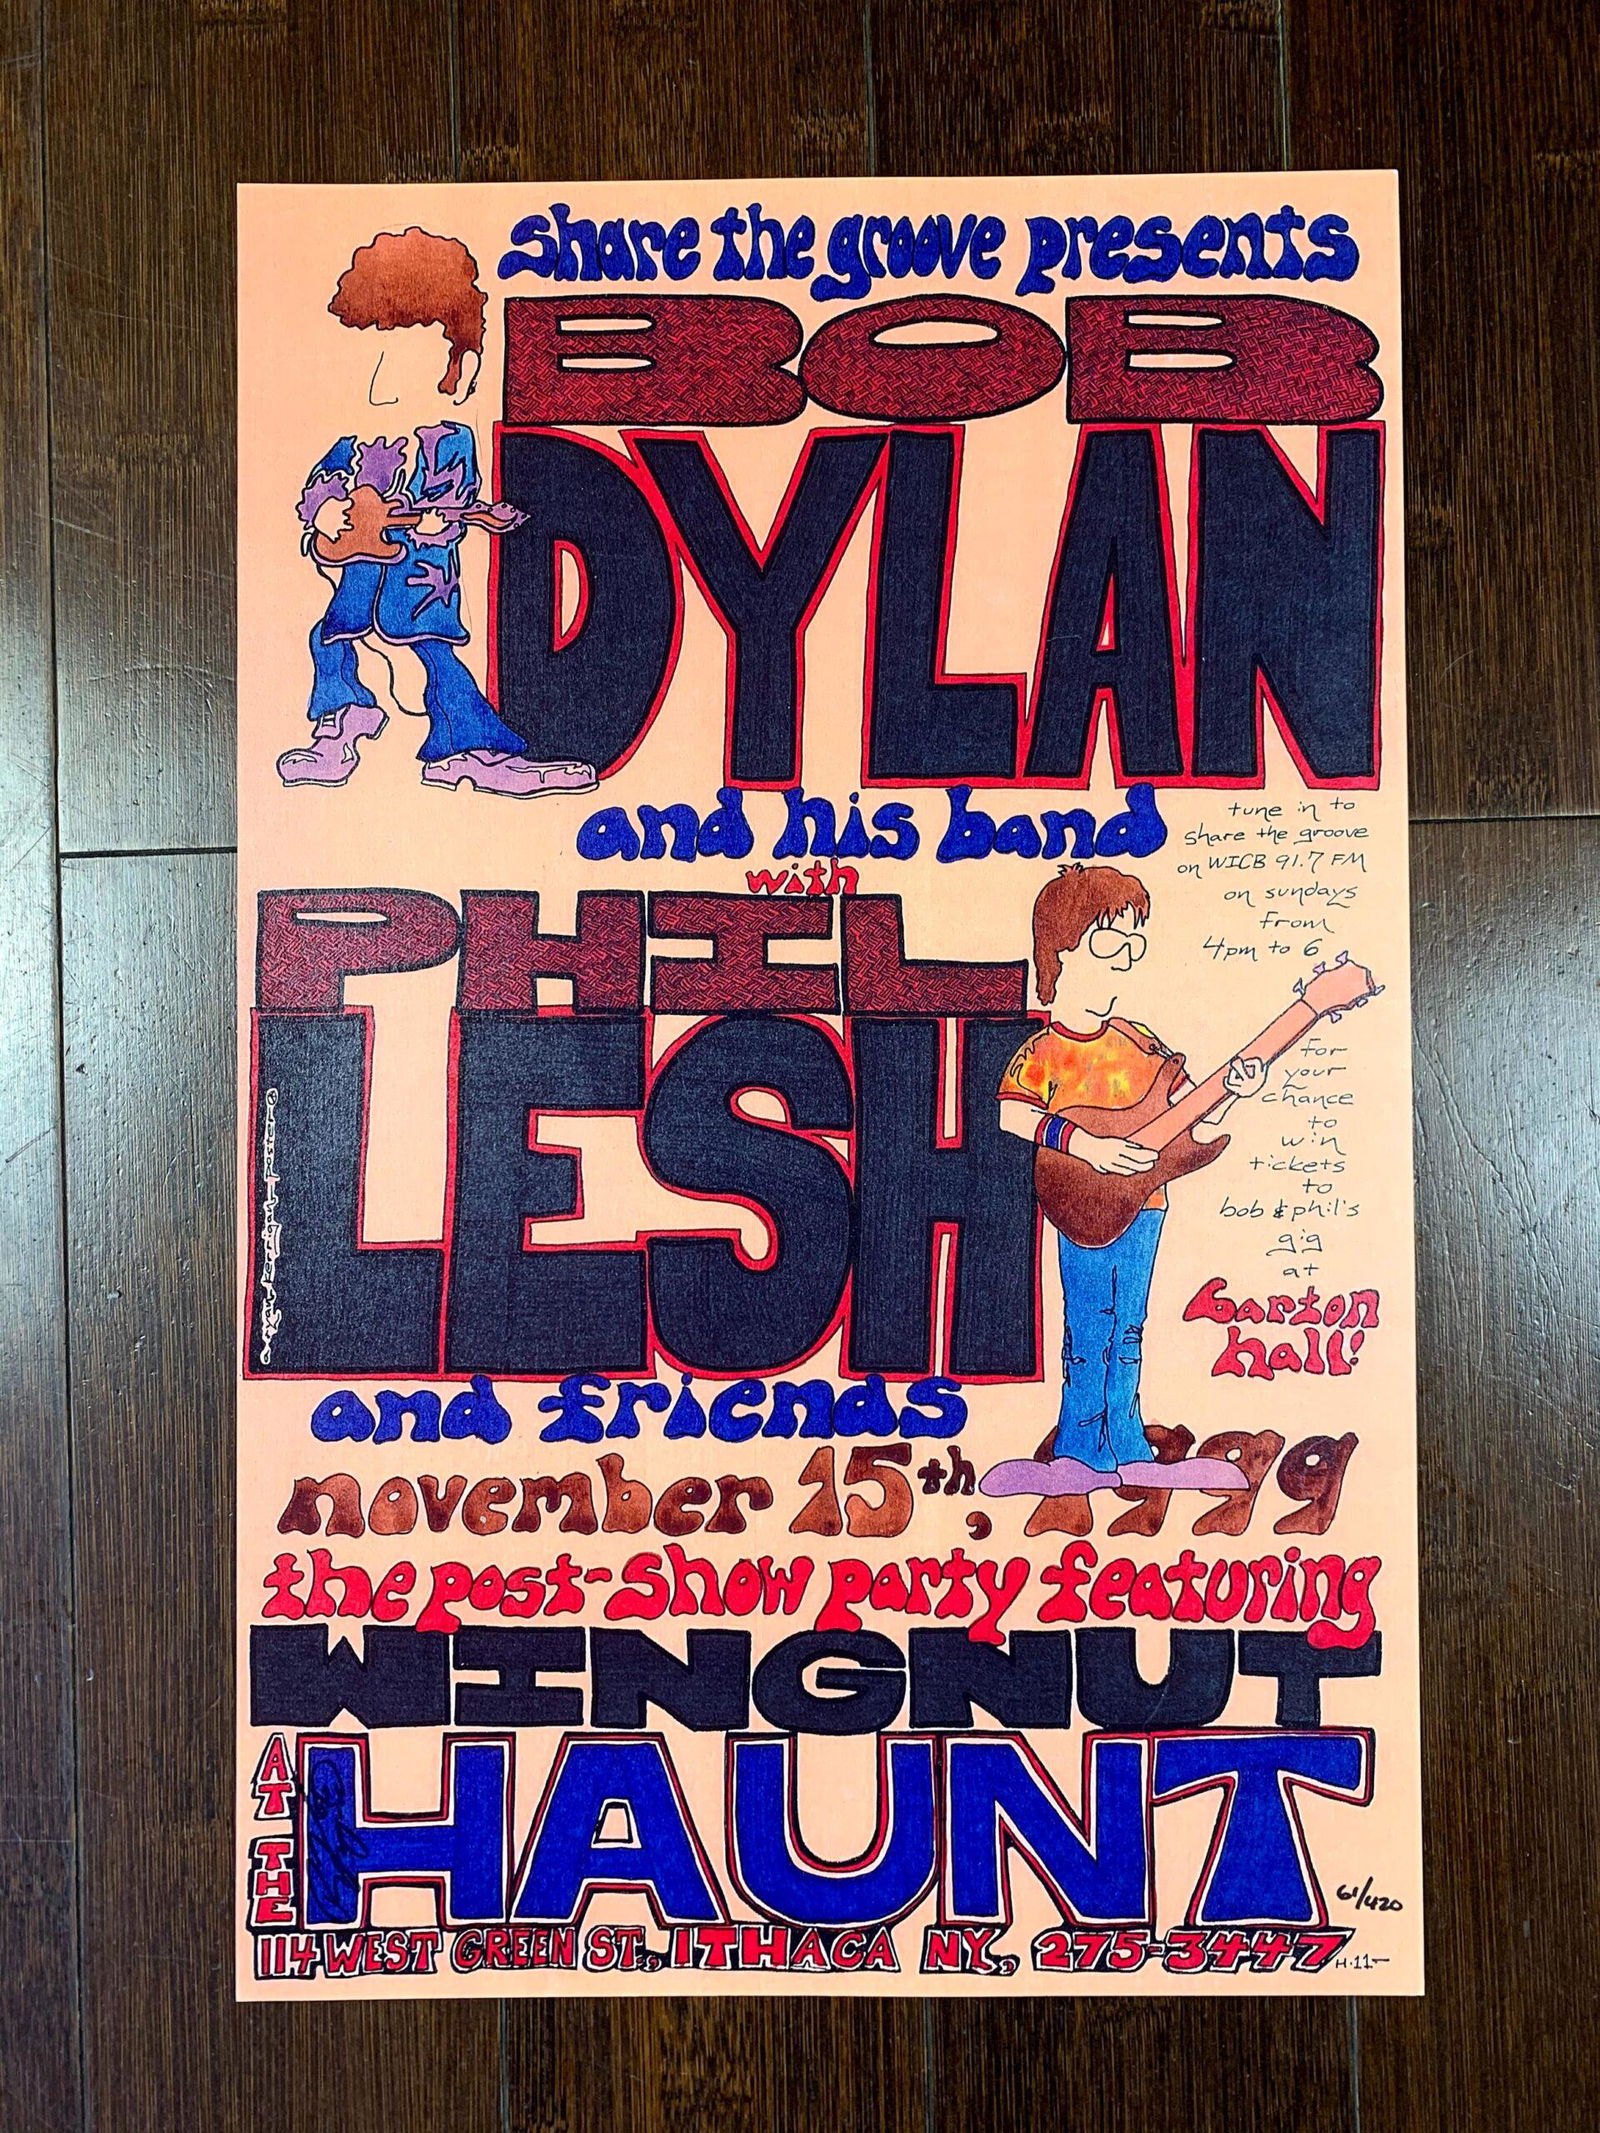 share the groove presents
BOB
DYLAN
and his band
with
PHIL
LESH
and friends
tune in to
share the groove
on WICB 91.7 FM
on sundays
from
4pm to 6
for
your
chance
to
win
tickets
to
bob & phil's
gig
at
barton
hall!
november 15th, 1999
the post-show party featuring
WINGNUT
AT THE
HAUNT
61/420
114 WEST GREEN ST., ITHACA NY, 275-3447